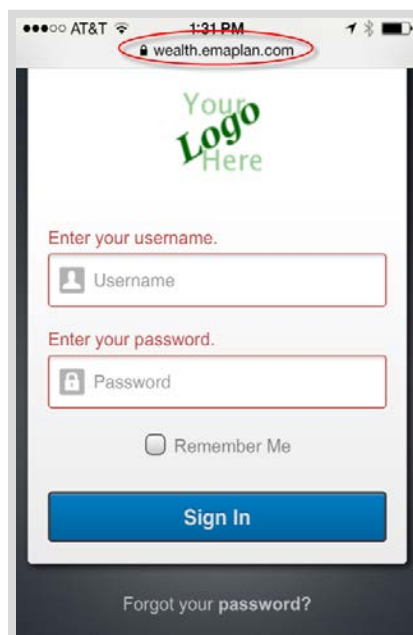 AT&T 1:31 PM
wealth.emaplan.com
Your
Logo
Here
Enter your username.
Username
Enter your password.
Password
Remember Me
Sign In
Forgot your password?